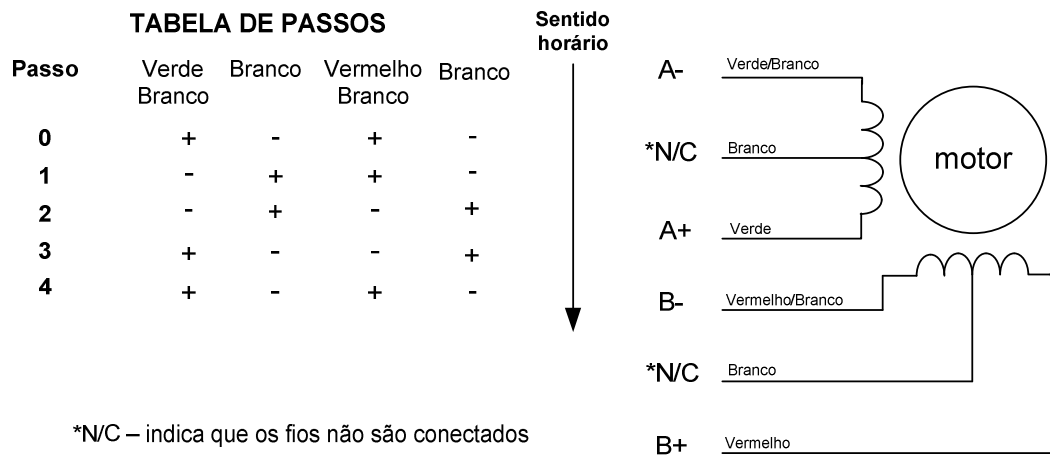 TABELA DE PASSOS
Passo Verde Branco Vermelho Branco
Branco Branco
0 + - + -
1 - + + -
2 - + - +
3 + - - +
4 + - + -
*N/C – indica que os fios não são conectados
Sentido
horário
A- Verde/Branco
*N/C Branco
A+ Verde
motor
B- Vermelho/Branco
*N/C Branco
B+ Vermelho